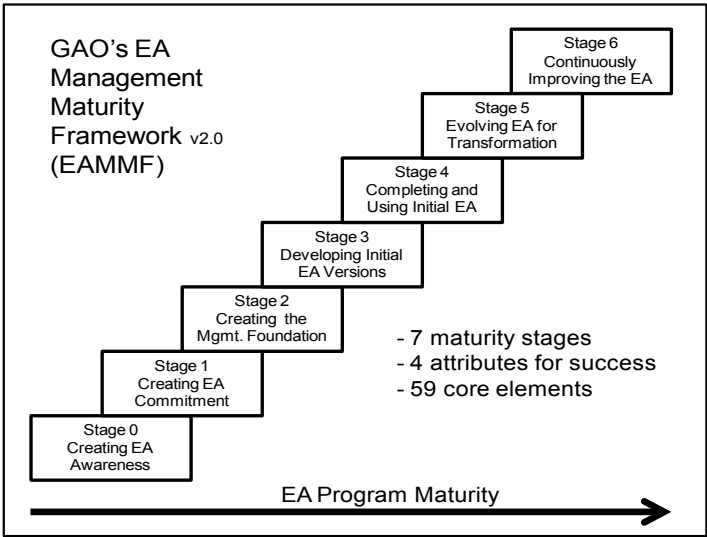 GAO’s EA
Management
Maturity
Framework v2.0
(EAMMF)
Stage 6
Continuously
Improving the EA
Stage 5
Evolving EA for
Transformation
Stage 4
Completing and
Using Initial EA
Stage 3
Developing Initial
EA Versions
Stage 2
Creating the
Mgmt. Foundation
Stage 1
Creating EA
Commitment
Stage 0
Creating EA
Awareness
- 7 maturity stages
- 4 attributes for success
- 59 core elements
EA Program Maturity